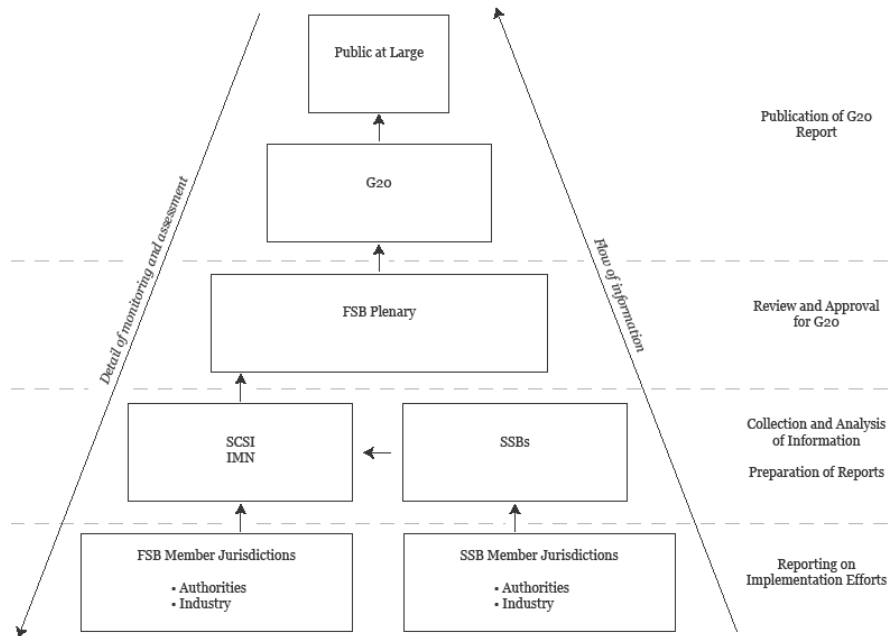 Public at Large
Publication of G20
Report
G20
Detail of monitoring and assessment
Flow of information
FSB Plenary
Review and Approval
for G20
SCSI
IMN
SSBs
Collection and Analysis
of Information
Preparation of Reports
FSB Member Jurisdictions
• Authorities
• Industry
SSB Member Jurisdictions
• Authorities
• Industry
Reporting on
Implementation Efforts